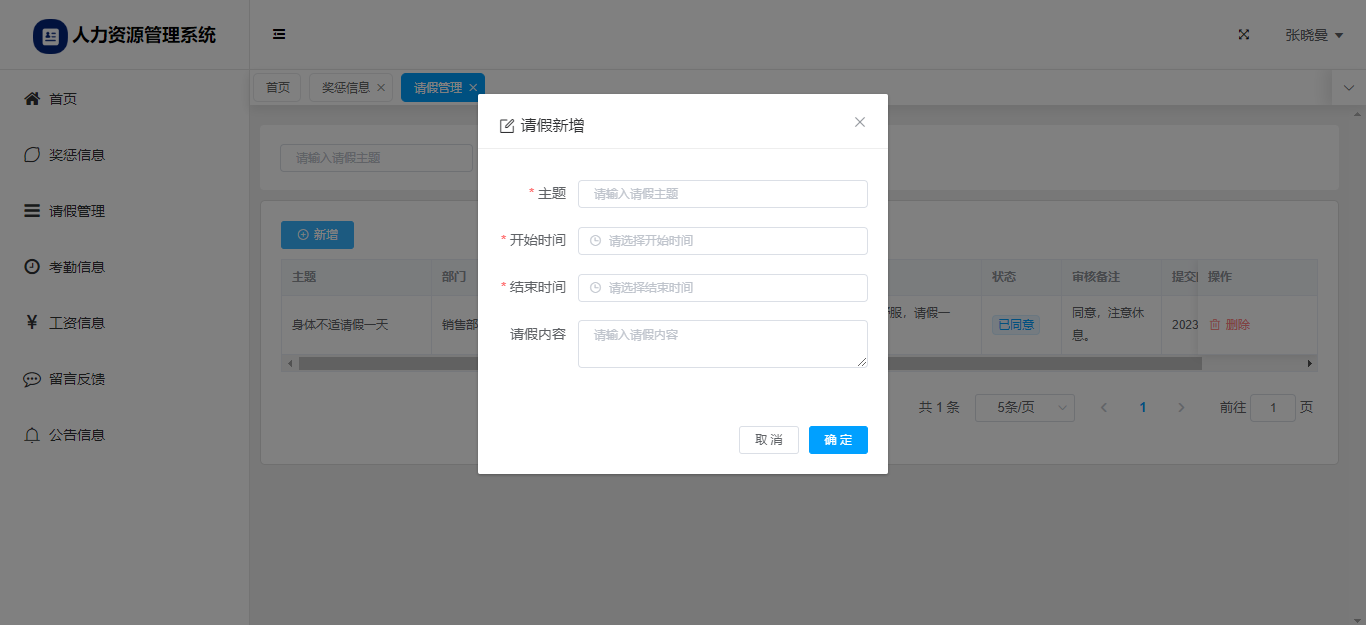 人力资源管理系统
张晓曼
首页
奖惩信息
请假管理
考勤信息
工资信息
留言反馈
公告信息
首页
奖惩信息
请假管理
请输入请假主题
新增
主题
部门
状态
审核备注
操作
身体不适请假一天
请假一
已同意
同意，注意休
息。
2023
删除
共 1 条
5条/页
1
前往
1
页
请假新增
* 主题
请输入请假主题
* 开始时间
请选择开始时间
* 结束时间
请选择结束时间
请假内容
请输入请假内容
取 消
确 定